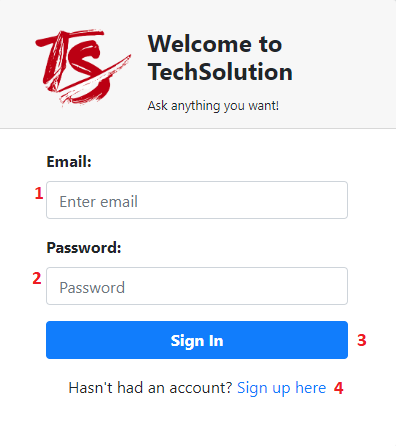 TS
Welcome to
TechSolution
Ask anything you want!
Email:
1 Enter email
Password:
2 Password
Sign In 3
Hasn't had an account? Sign up here 4